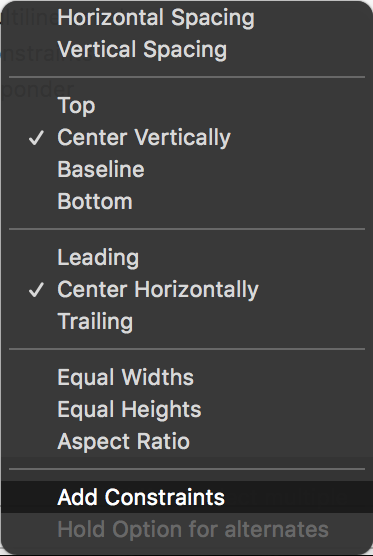 Horizontal Spacing
Vertical Spacing
Top
✓ Center Vertically
Baseline
Bottom
Leading
✓ Center Horizontally
Trailing
Equal Widths
Equal Heights
Aspect Ratio
Add Constraints
Hold Option for alternates